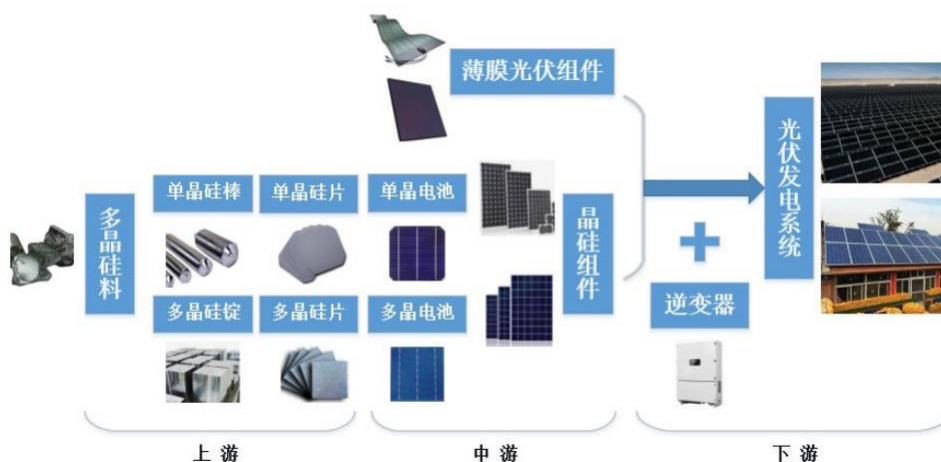 薄膜光伏组件
光伏发电系统
多晶硅料
单晶硅棒
单晶硅片
单晶电池
晶硅组件
多晶硅锭
多晶硅片
多晶电池
逆变器
上游
中游
下游